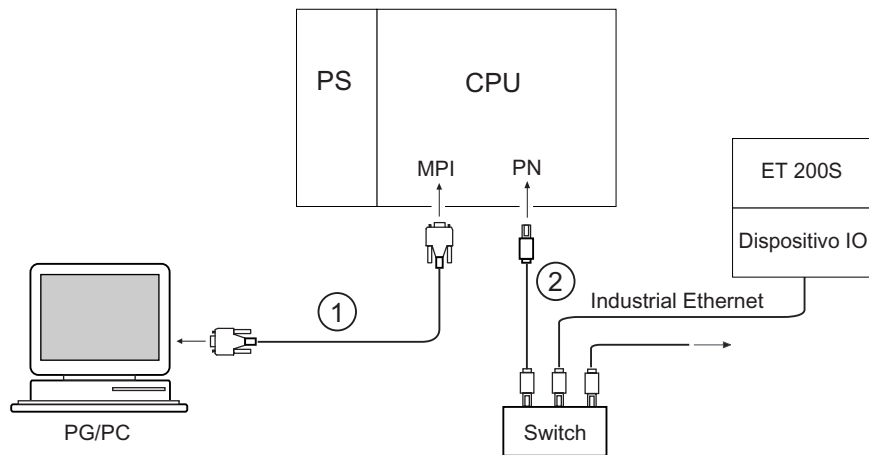 PS
CPU
MPI
PN
ET 200S
Dispositivo IO
1
2
Industrial Ethernet
PG/PC
Switch